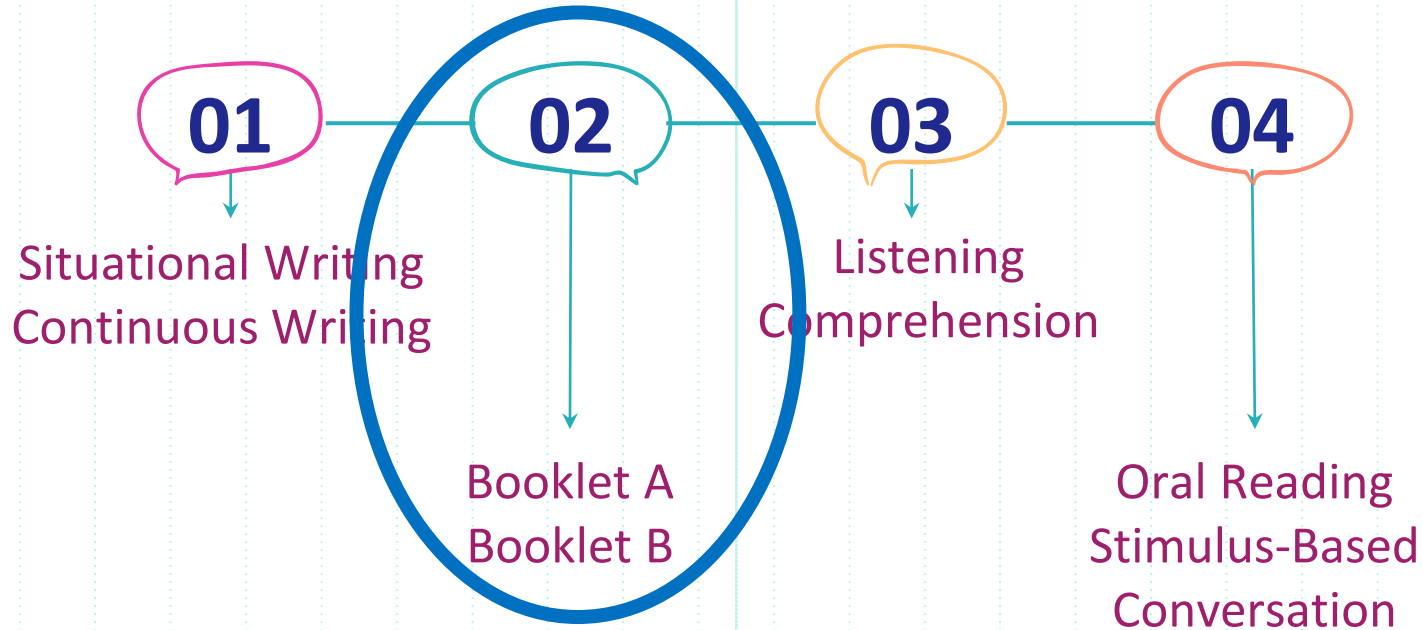 01
Situational Writing
Continuous Writing
02
Booklet A
Booklet B
03
Listening
Comprehension
04
Oral Reading
Stimulus-Based
Conversation